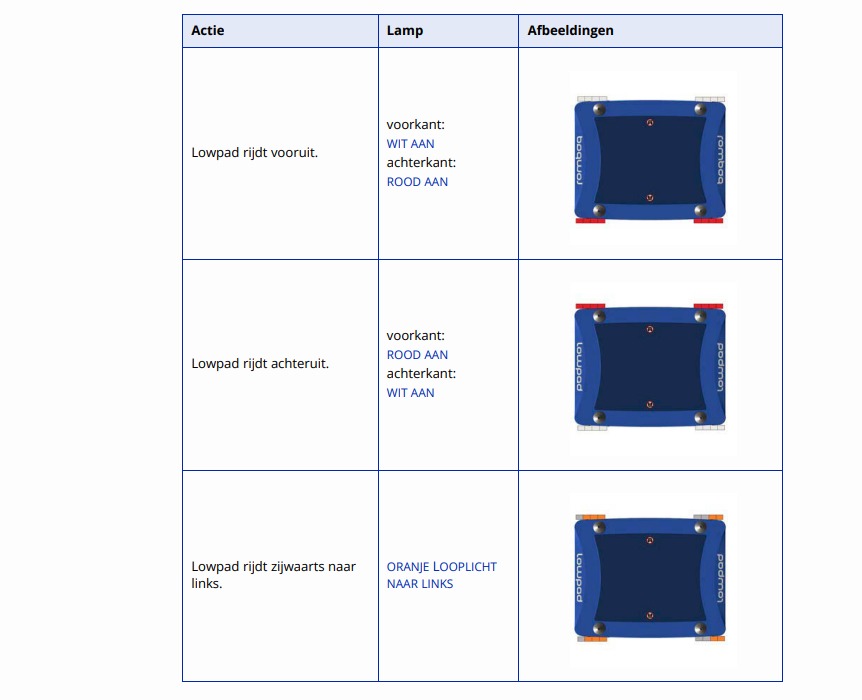 Actie Lamp Afbeeldingen
Lowpad rijdt vooruit.
voorkant:
WIT AAN
achterkant:
ROOD AAN
lowpad
lowpad
Lowpad rijdt achteruit.
voorkant:
ROOD AAN
achterkant:
WIT AAN
lowpad
lowpad
Lowpad rijdt zijwaarts naar
links.
ORANJE LOOPLICHT
NAAR LINKS
lowpad
lowpad